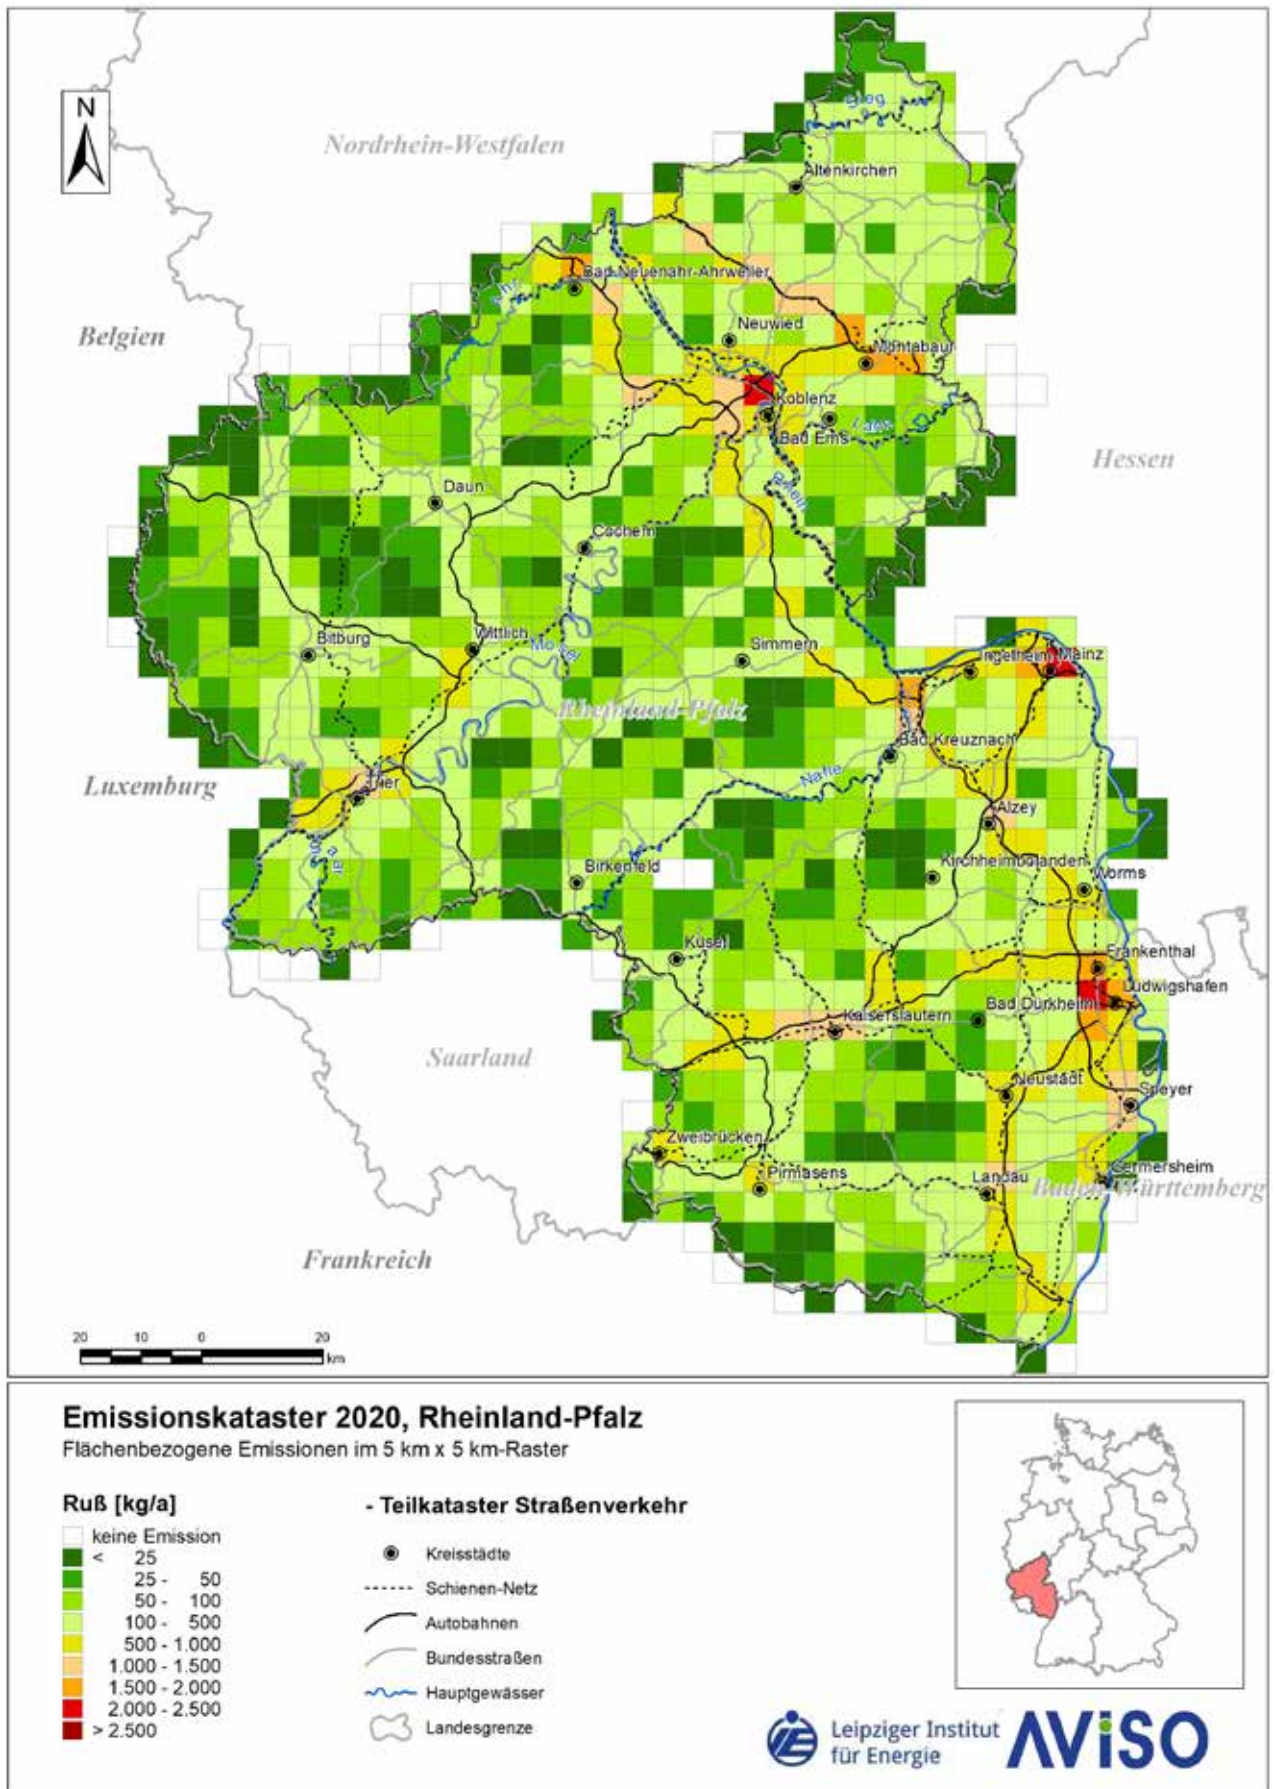 N
Nordrhein-Westfalen
Sieg
Altenkirchen
Bad Neuenahr-Ahrweiler
Ahr
Belgien
Neuwied
Montabaur
Koblenz
Bad Ems
Lahn
Hessen
Rhein
Daun
Cochem
Bitburg
Wittlich
Mosel
Simmern
Ingelheim
Mainz
Rheinland-Pfalz
Bad Kreuznach
Luxemburg
Trier
Nahe
Alzey
Saar
Birkenfeld
Kirchheimbolanden
Worms
Kusel
Frankenthal
Ludwigshafen
Bad Dürkheim
Kaiserslautern
Saarland
Neustadt
Speyer
Zweibrücken
Pirmasens
Landau
Germersheim
Baden-Württemberg
Frankreich
20 10 0 20
km
Emissionskataster 2020, Rheinland-Pfalz
Flächenbezogene Emissionen im 5 km x 5 km-Raster
Ruß [kg/a]
keine Emission
< 25
25 - 50
50 - 100
100 - 500
500 - 1.000
1.000 - 1.500
1.500 - 2.000
2.000 - 2.500
> 2.500
- Teilkataster Straßenverkehr
Kreisstädte
Schienen-Netz
Autobahnen
Bundesstraßen
Hauptgewässer
Landesgrenze
Leipziger Institut
für Energie
AVISO